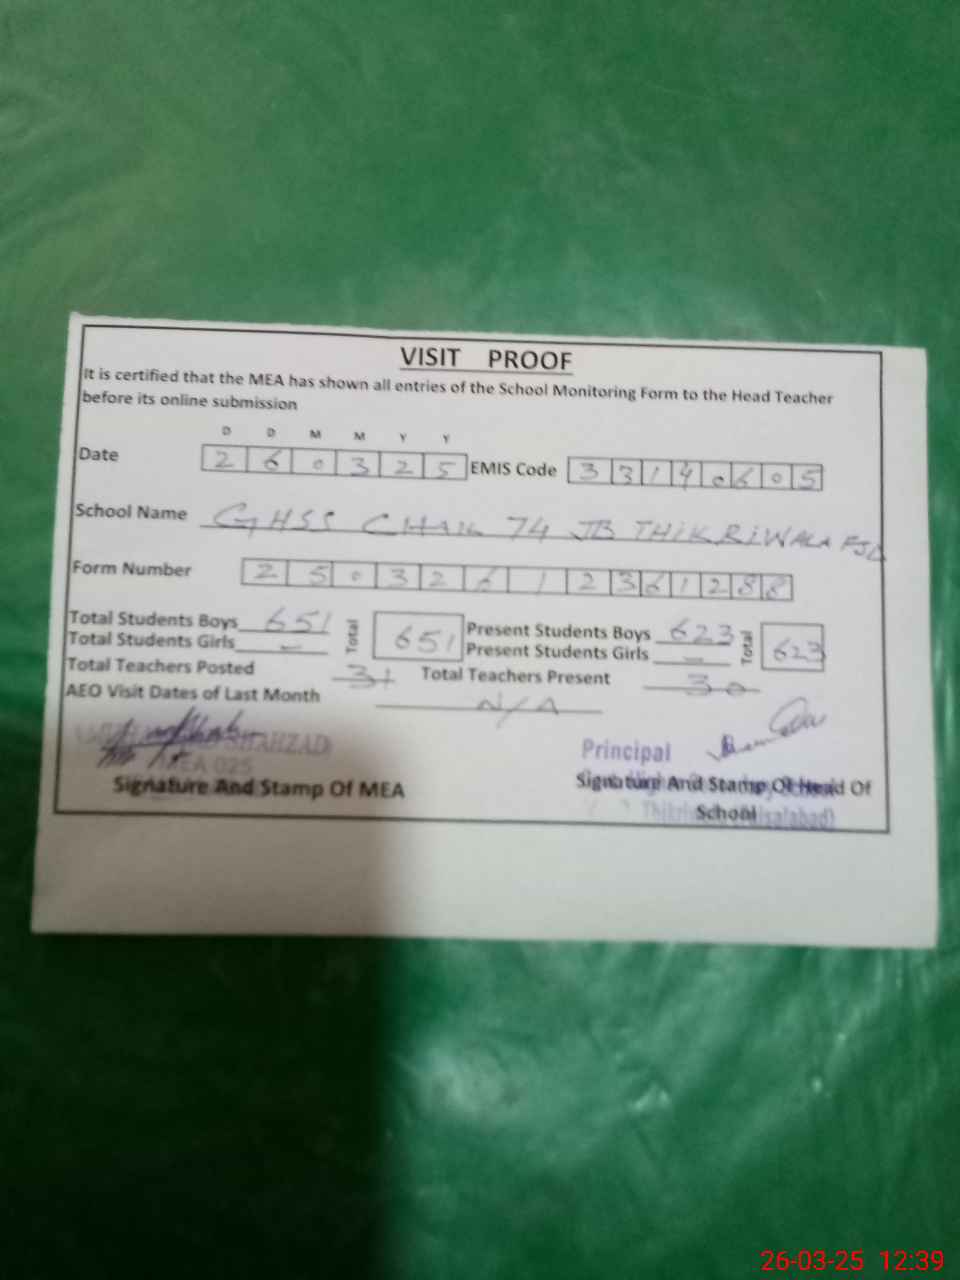 VISIT PROOF
It is certified that the MEA has shown all entries of the School Monitoring Form to the Head Teacher
before its online submission
D D M M Y Y
Date 2 6 0 3 2 5 EMIS Code 3 3 1 4 0 6 0 5
School Name GHSS CHAK 74 JB THIKRIWALA FSD
Form Number 2 5 0 3 2 6 1 2 3 6 1 2 8 8
Total Students Boys 651 Total 651 Present Students Boys 623 Total 623
Total Students Girls — Present Students Girls —
Total Teachers Posted 31 Total Teachers Present 30
AEO Visit Dates of Last Month N/A
SHAHZAD
MEA 025
Signature And Stamp Of MEA
Principal
Signature And Stamp Of Head Of
School
(Faisalabad)
26-03-25 12:39